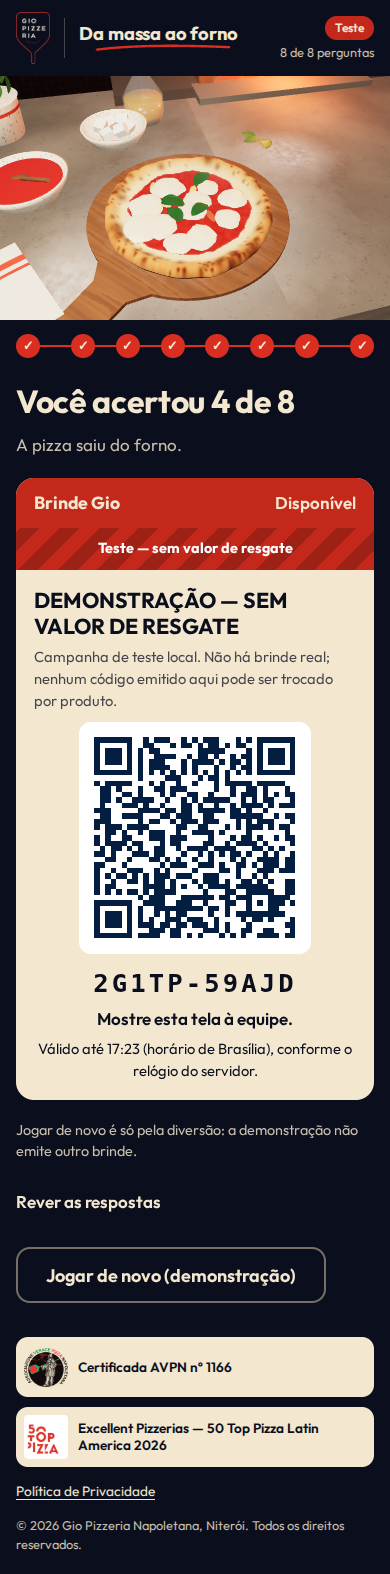 GIO
PIZZE
RIA
Da massa ao forno
Teste
8 de 8 perguntas
Você acertou 4 de 8
A pizza saiu do forno.
Brinde Gio
Disponível
Teste — sem valor de resgate
DEMONSTRAÇÃO — SEM
VALOR DE RESGATE
Campanha de teste local. Não há brinde real;
nenhum código emitido aqui pode ser trocado
por produto.
2G1TP-59AJD
Mostre esta tela à equipe.
Válido até 17:23 (horário de Brasília), conforme o
relógio do servidor.
Jogar de novo é só pela diversão: a demonstração não
emite outro brinde.
Rever as respostas
Jogar de novo (demonstração)
Certificada AVPN nº 1166
50
TOP
PIZZA
Excellent Pizzerias — 50 Top Pizza Latin
America 2026
Política de Privacidade
© 2026 Gio Pizzeria Napoletana, Niterói. Todos os direitos
reservados.